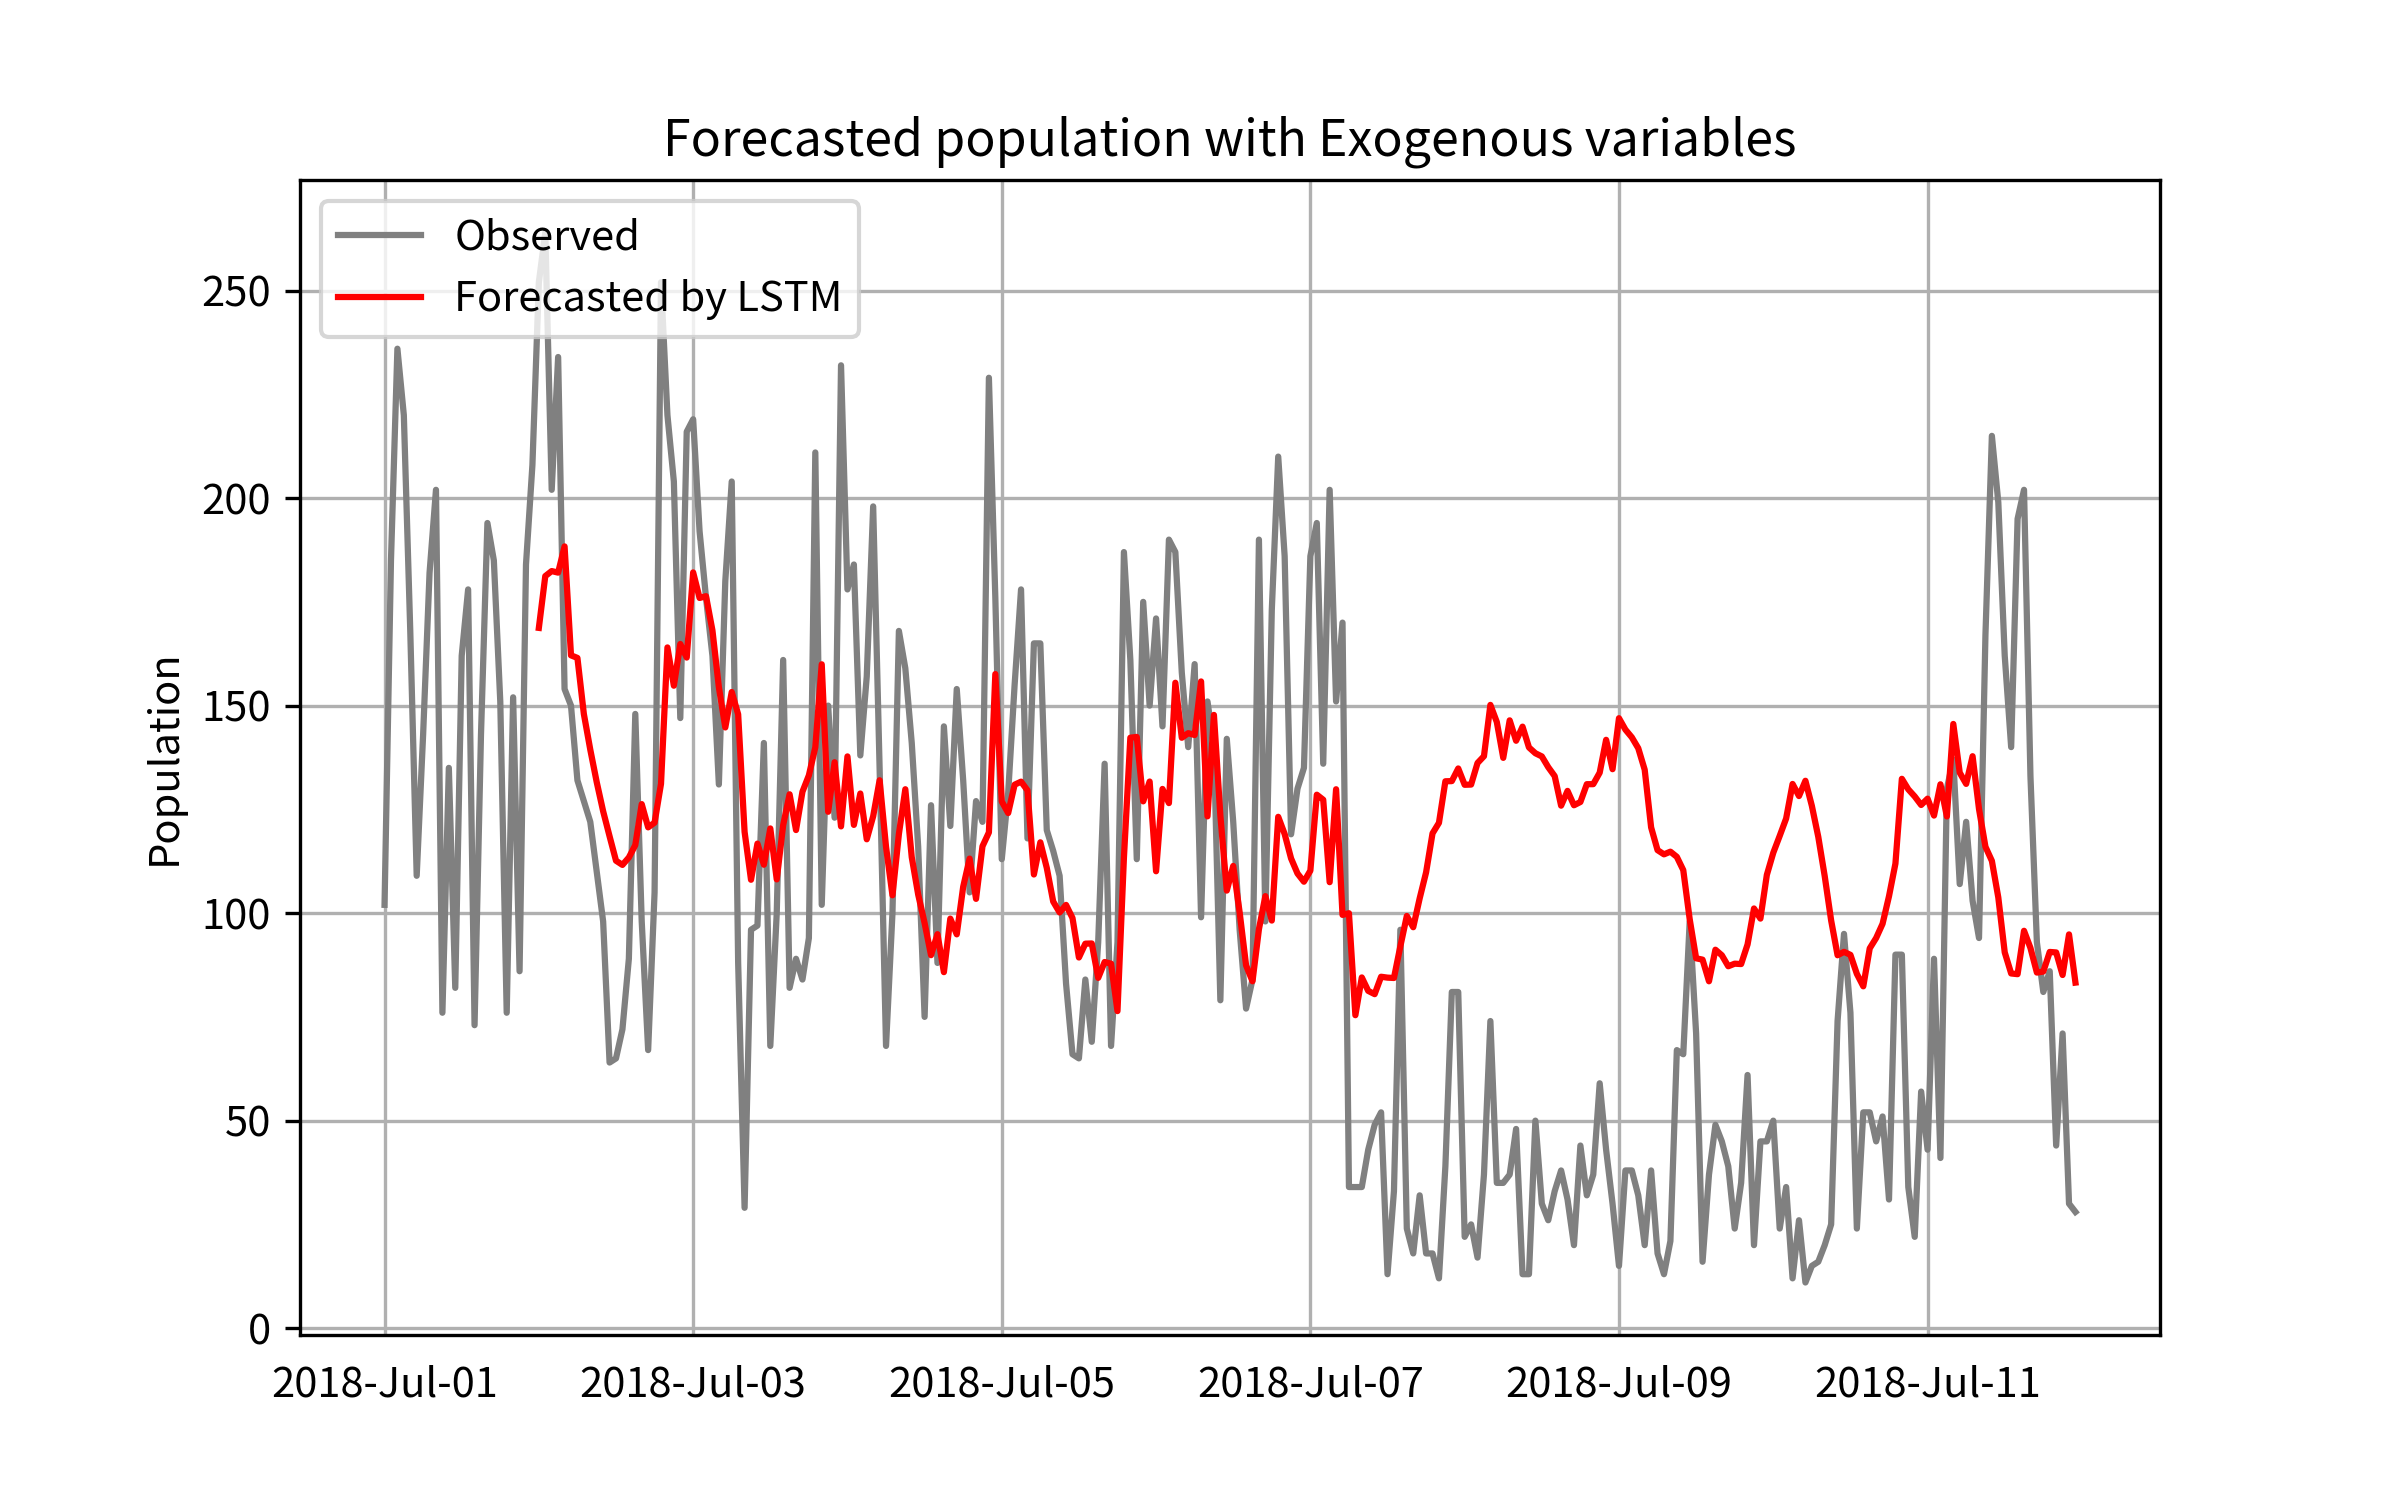 Forecasted population with Exogenous variables
Observed
Forecasted by LSTM
Population
250
200
150
100
50
0
2018-Jul-01 2018-Jul-03 2018-Jul-05 2018-Jul-07 2018-Jul-09 2018-Jul-11